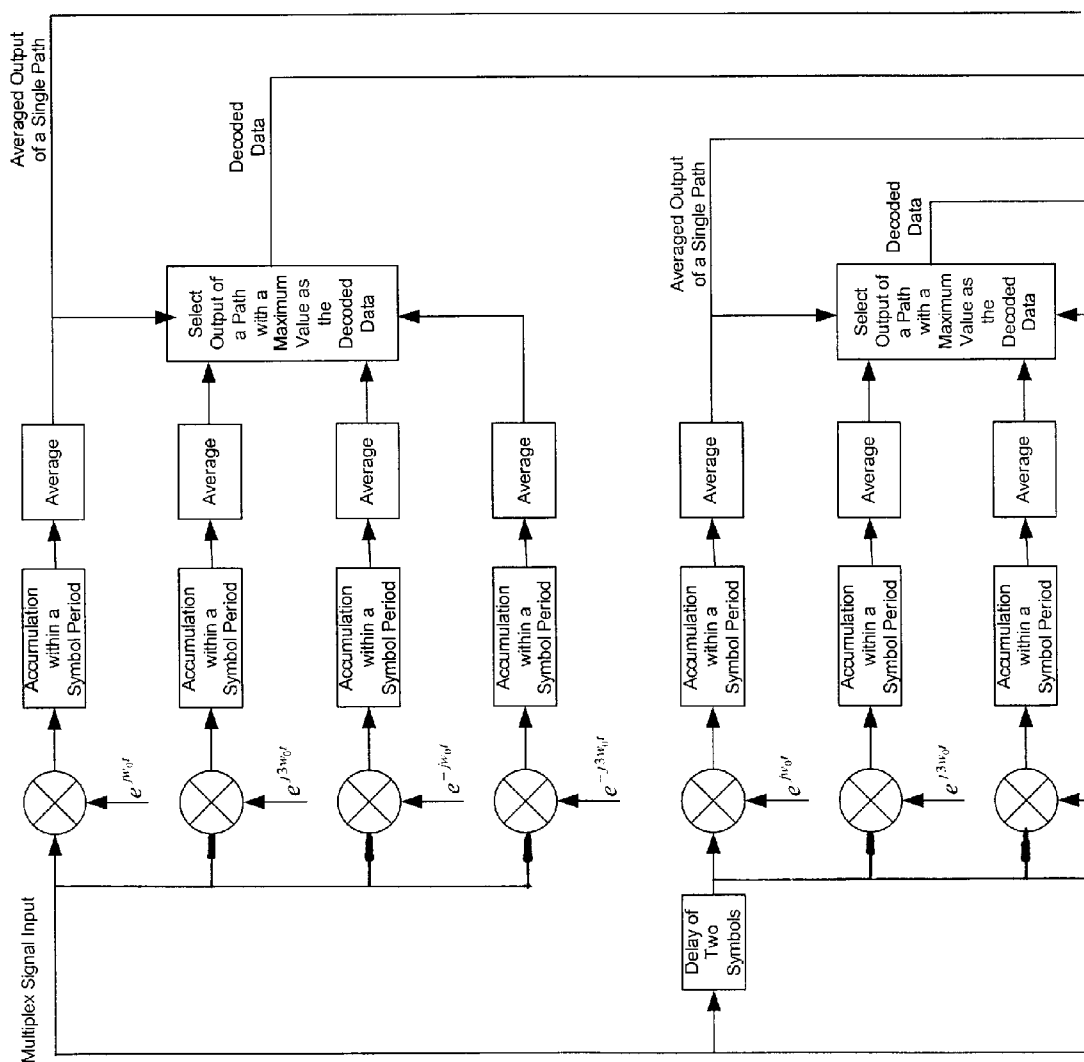 Multiplex Signal Input
e^{jw_0t}
Accumulation
within a
Symbol Period
Average
Averaged Output
of a Single Path
e^{j3w_0t}
Accumulation
within a
Symbol Period
Average
e^{-jw_0t}
Accumulation
within a
Symbol Period
Average
e^{-j3w_0t}
Accumulation
within a
Symbol Period
Average
Select
Output of
a Path
with a
Maximum
Value as
the
Decoded
Data
Decoded
Data
Delay of
Two
Symbols
e^{jw_0t}
Accumulation
within a
Symbol Period
Average
Averaged Output
of a Single Path
e^{j3w_0t}
Accumulation
within a
Symbol Period
Average
Accumulation
within a
Symbol Period
Average
Select
Output of
a Path
with a
Maximum
Value as
the
Decoded
Data
Decoded
Data